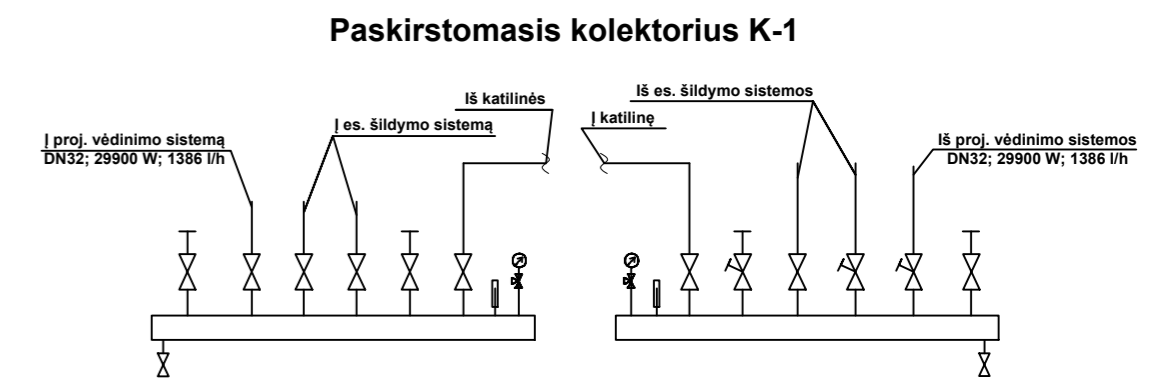 Paskirstomasis kolektorius K-1
Iš katilinės
Iš es. šildymo sistemos
Į es. šildymo sistemą
Į katilinę
Į proj. vėdinimo sistemą
DN32; 29900 W; 1386 l/h
Iš proj. vėdinimo sistemos
DN32; 29900 W; 1386 l/h